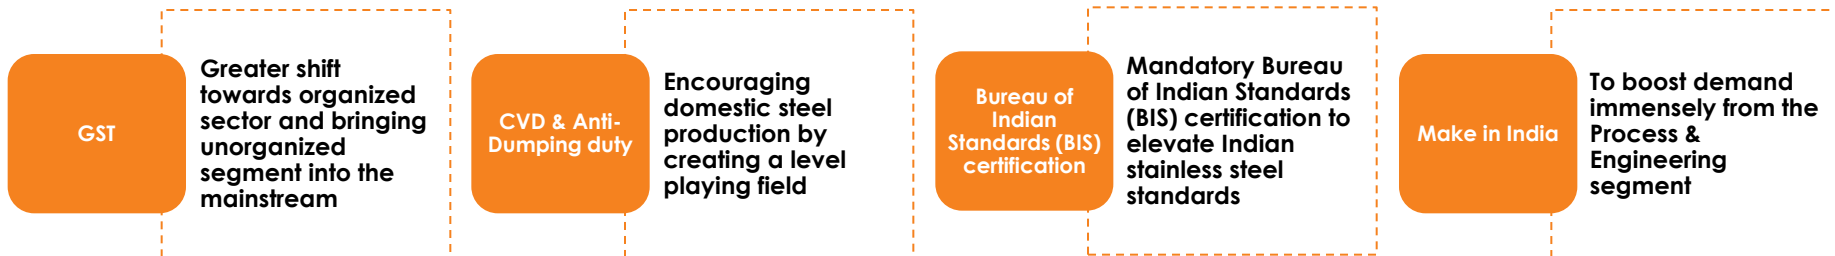 GST
Greater shift
towards organized
sector and bringing
unorganized
segment into the
mainstream
CVD & Anti-
Dumping duty
Encouraging
domestic steel
production by
creating a level
playing field
Bureau of
Indian
Standards (BIS)
certification
Mandatory Bureau
of Indian Standards
(BIS) certification to
elevate Indian
stainless steel
standards
Make in India
To boost demand
immensely from the
Process &
Engineering
segment